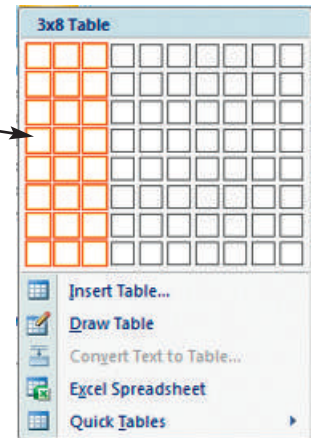 3x8 Table
Insert Table...
Draw Table
Convert Text to Table...
Excel Spreadsheet
Quick Tables